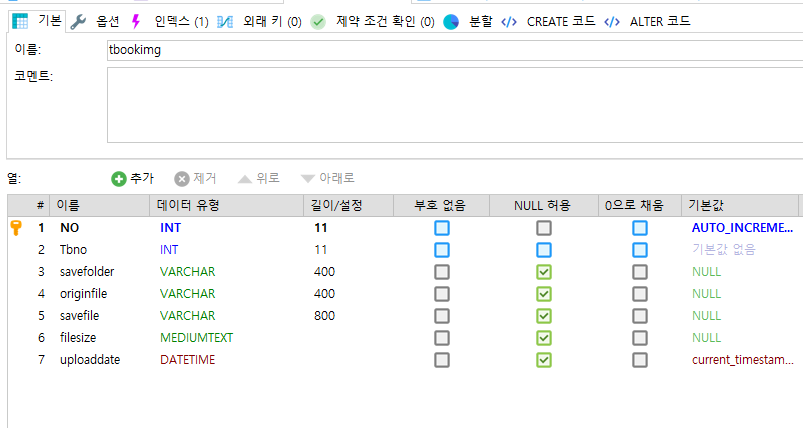 기본 옵션 인덱스 (1) 외래 키 (0) 제약 조건 확인 (0) 분할 CREATE 코드 ALTER 코드
이름: tbookimg
코멘트:
열: 추가 제거 위로 아래로
# 이름 데이터 유형 길이/설정 부호 없음 NULL 허용 0으로 채움 기본값
1 NO INT 11 AUTO_INCREME...
2 Tbno INT 11 기본값 없음
3 savefolder VARCHAR 400 NULL
4 originfile VARCHAR 400 NULL
5 savefile VARCHAR 800 NULL
6 filesize MEDIUMTEXT NULL
7 uploaddate DATETIME current_timestam...